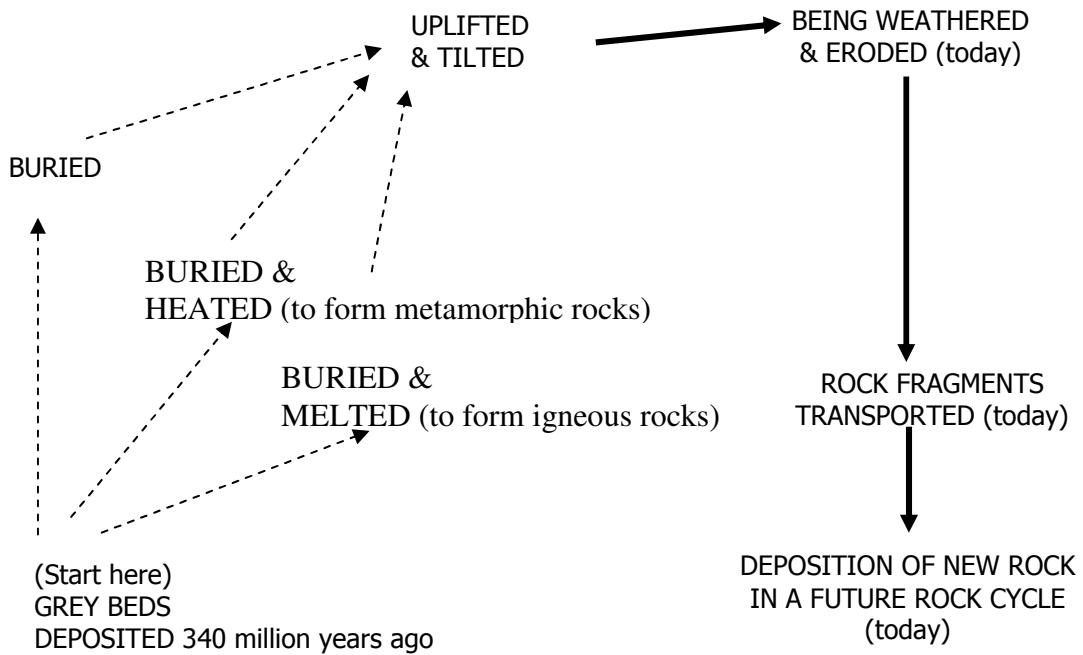 UPLIFTED
& TILTED
BEING WEATHERED
& ERODED (today)
BURIED
BURIED &
HEATED (to form metamorphic rocks)
BURIED &
MELTED (to form igneous rocks)
ROCK FRAGMENTS
TRANSPORTED (today)
(Start here)
GREY BEDS
DEPOSITED 340 million years ago
DEPOSITION OF NEW ROCK
IN A FUTURE ROCK CYCLE
(today)